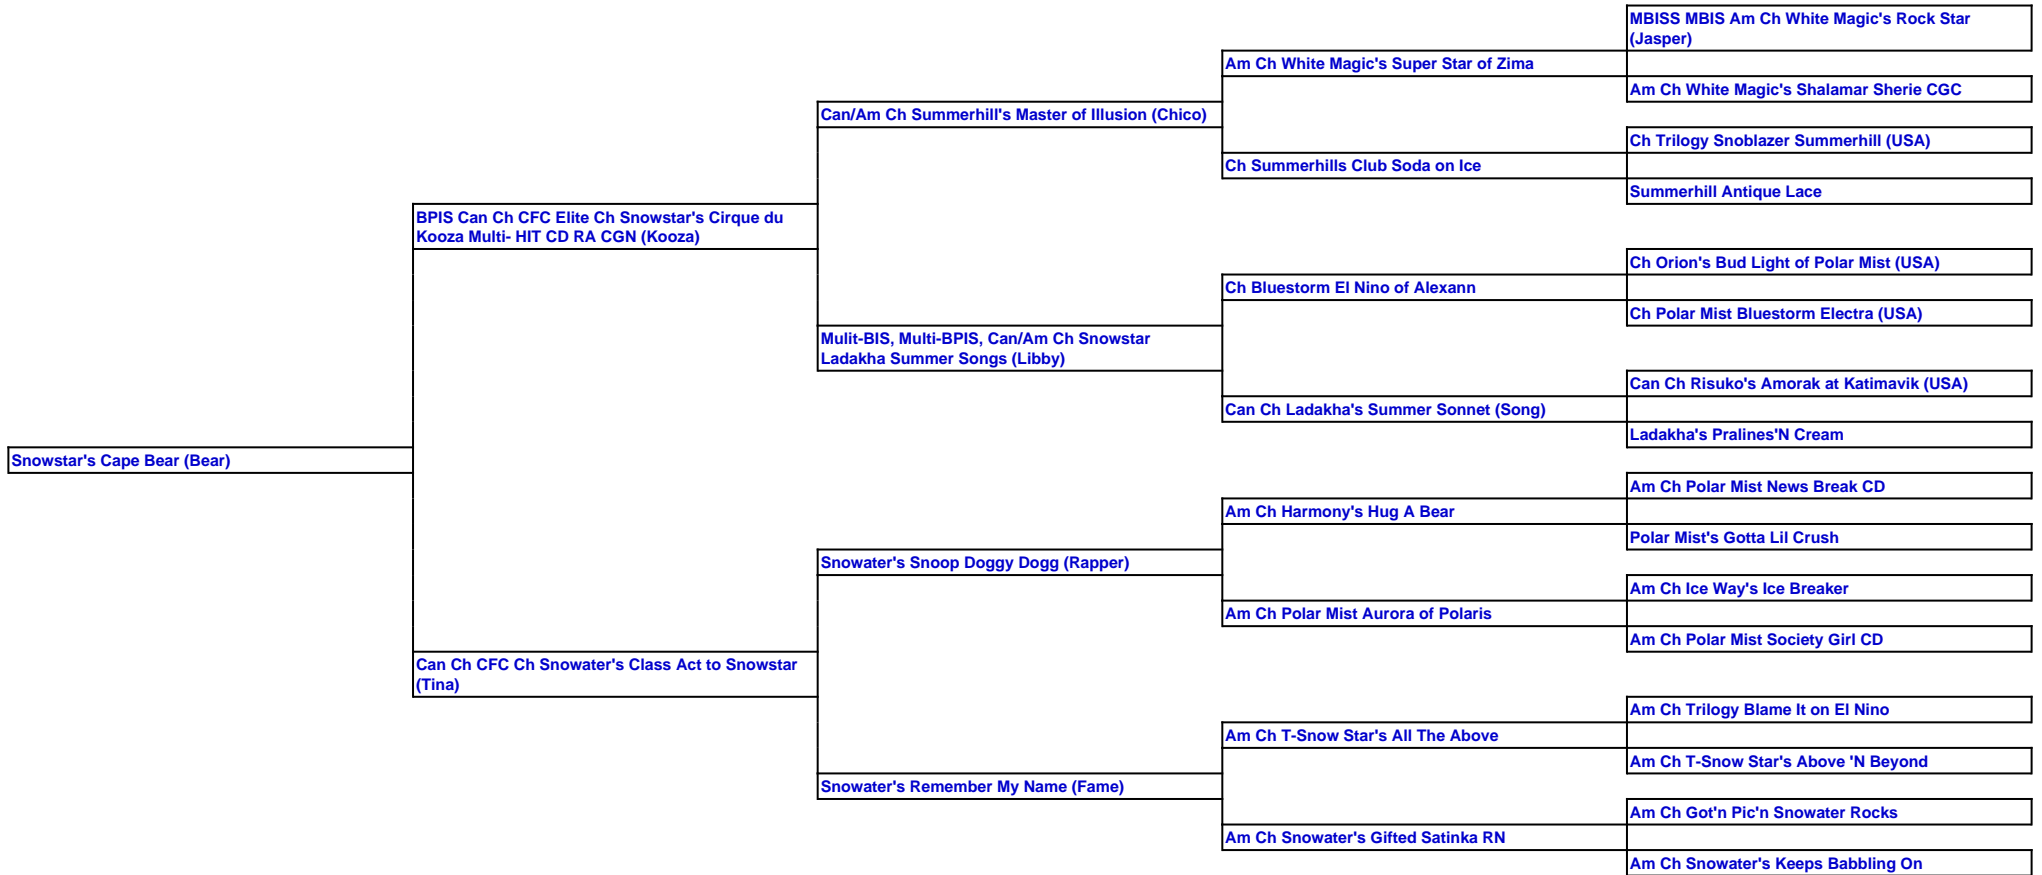 MBISS MBIS Am Ch White Magic's Rock Star
(Jasper)
Am Ch White Magic's Super Star of Zima
Am Ch White Magic's Shalamar Sherie CGC
Can/Am Ch Summerhill's Master of Illusion (Chico)
Ch Trilogy Snoblazer Summerhill (USA)
Ch Summerhills Club Soda on Ice
Summerhill Antique Lace
BPIS Can Ch CFC Elite Ch Snowstar's Cirque du
Kooza Multi- HIT CD RA CGN (Kooza)
Ch Orion's Bud Light of Polar Mist (USA)
Ch Bluestorm El Nino of Alexann
Ch Polar Mist Bluestorm Electra (USA)
Mulit-BIS, Multi-BPIS, Can/Am Ch Snowstar
Ladakha Summer Songs (Libby)
Can Ch Risuko's Amorak at Katimavik (USA)
Can Ch Ladakha's Summer Sonnet (Song)
Ladakha's Pralines'N Cream
Snowstar's Cape Bear (Bear)
Am Ch Polar Mist News Break CD
Am Ch Harmony's Hug A Bear
Polar Mist's Gotta Lil Crush
Snowater's Snoop Doggy Dogg (Rapper)
Am Ch Ice Way's Ice Breaker
Am Ch Polar Mist Aurora of Polaris
Am Ch Polar Mist Society Girl CD
Can Ch CFC Ch Snowater's Class Act to Snowstar
(Tina)
Am Ch Trilogy Blame It on El Nino
Am Ch T-Snow Star's All The Above
Am Ch T-Snow Star's Above 'N Beyond
Snowater's Remember My Name (Fame)
Am Ch Got'n Pic'n Snowater Rocks
Am Ch Snowater's Gifted Satinka RN
Am Ch Snowater's Keeps Babbling On